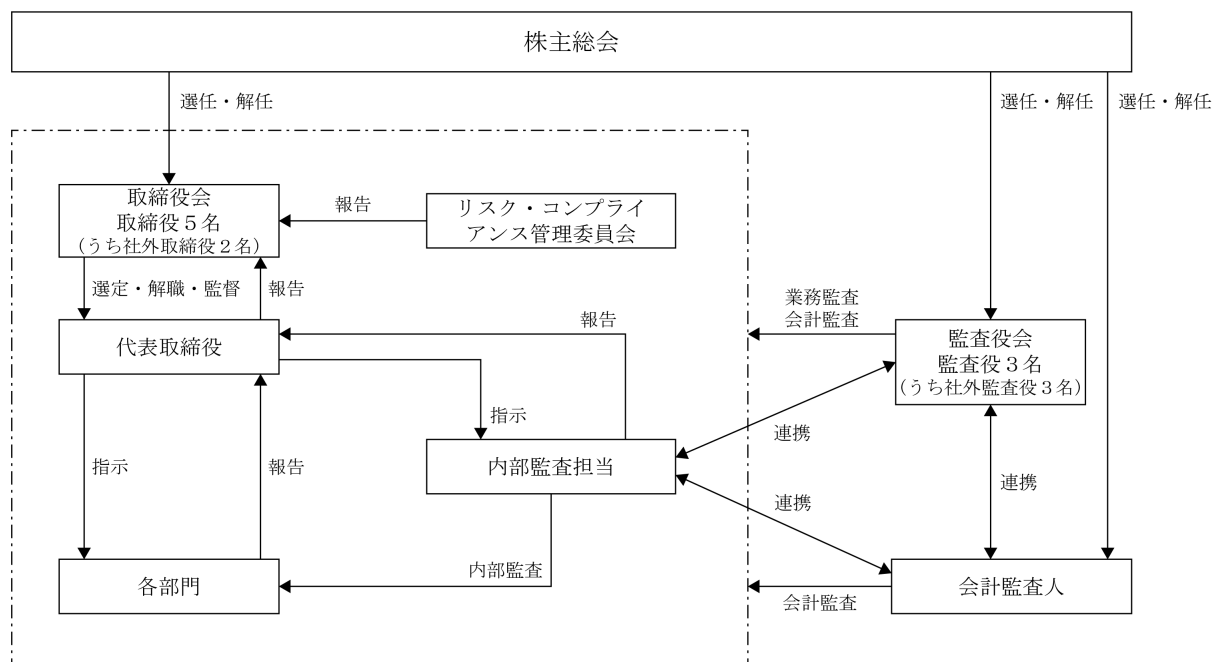 株主総会
選任・解任
選任・解任
選任・解任
取締役会
取締役5名
(うち社外取締役2名)
報告
リスク・コンプライ
アンス管理委員会
選定・解職・監督
報告
業務監査
会計監査
代表取締役
報告
監査役会
監査役3名
(うち社外監査役3名)
指示
連携
指示
報告
内部監査担当
連携
連携
各部門
内部監査
会計監査
会計監査人